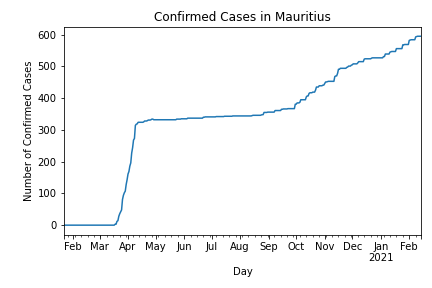 Confirmed Cases in Mauritius
600
500
400
300
200
100
0
Number of Confirmed Cases
Feb Mar Apr May Jun Jul Aug Sep Oct Nov Dec Jan Feb
2021
Day